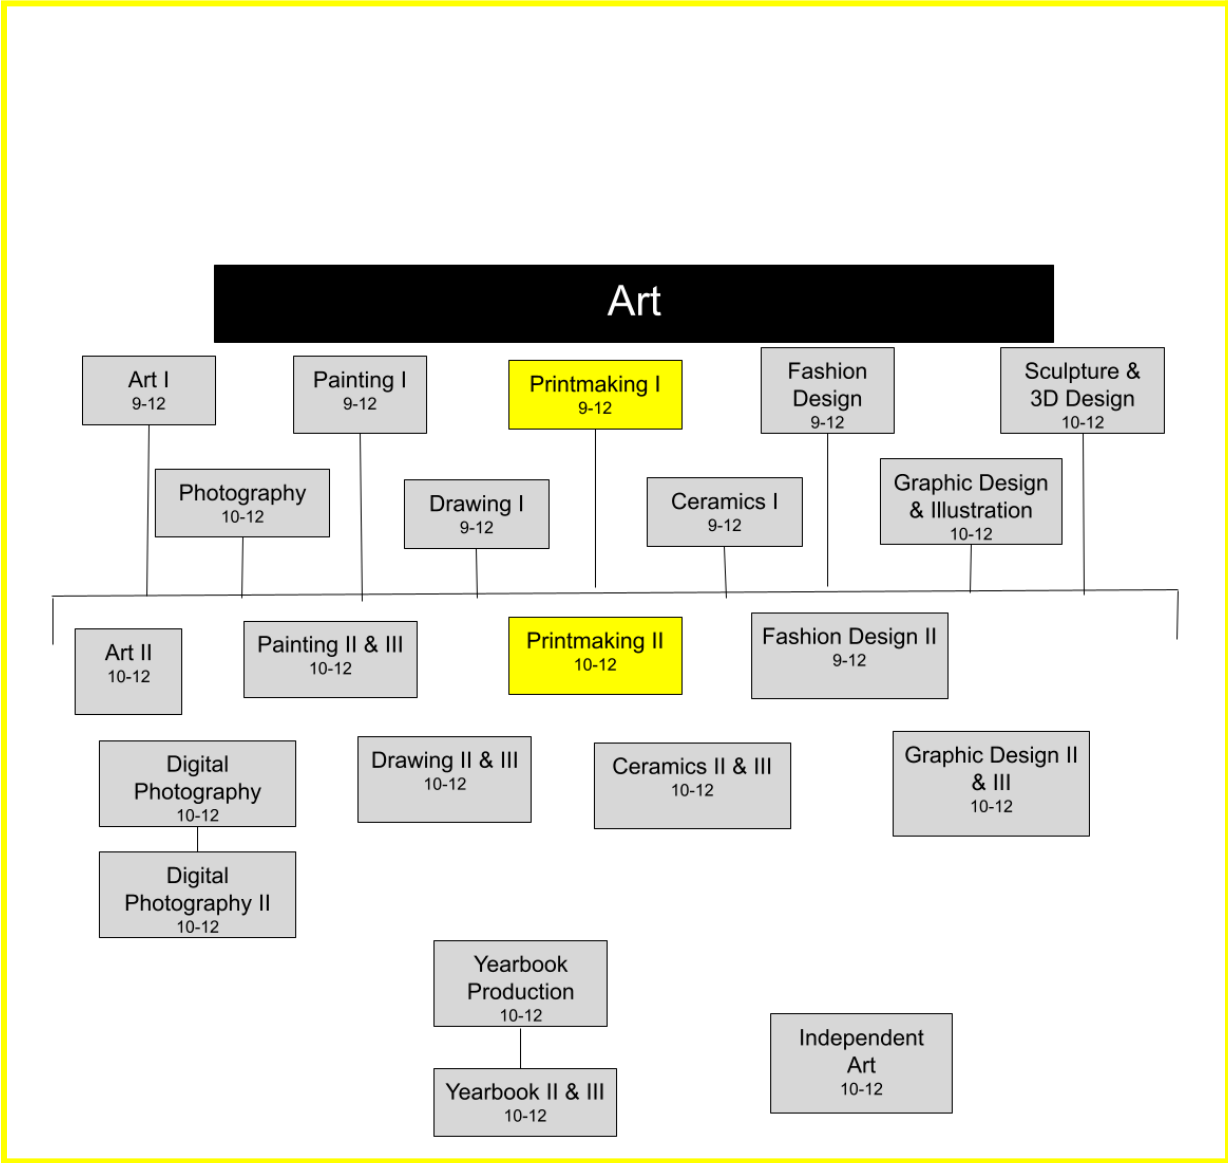 Art
Art I
9-12
Painting I
9-12
Printmaking I
9-12
Fashion
Design
9-12
Sculpture &
3D Design
10-12
Photography
10-12
Drawing I
9-12
Ceramics I
9-12
Graphic Design
& Illustration
10-12
Art II
10-12
Painting II & III
10-12
Printmaking II
10-12
Fashion Design II
9-12
Digital
Photography
10-12
Drawing II & III
10-12
Ceramics II & III
10-12
Graphic Design II
& III
10-12
Digital
Photography II
10-12
Yearbook
Production
10-12
Independent
Art
10-12
Yearbook II & III
10-12